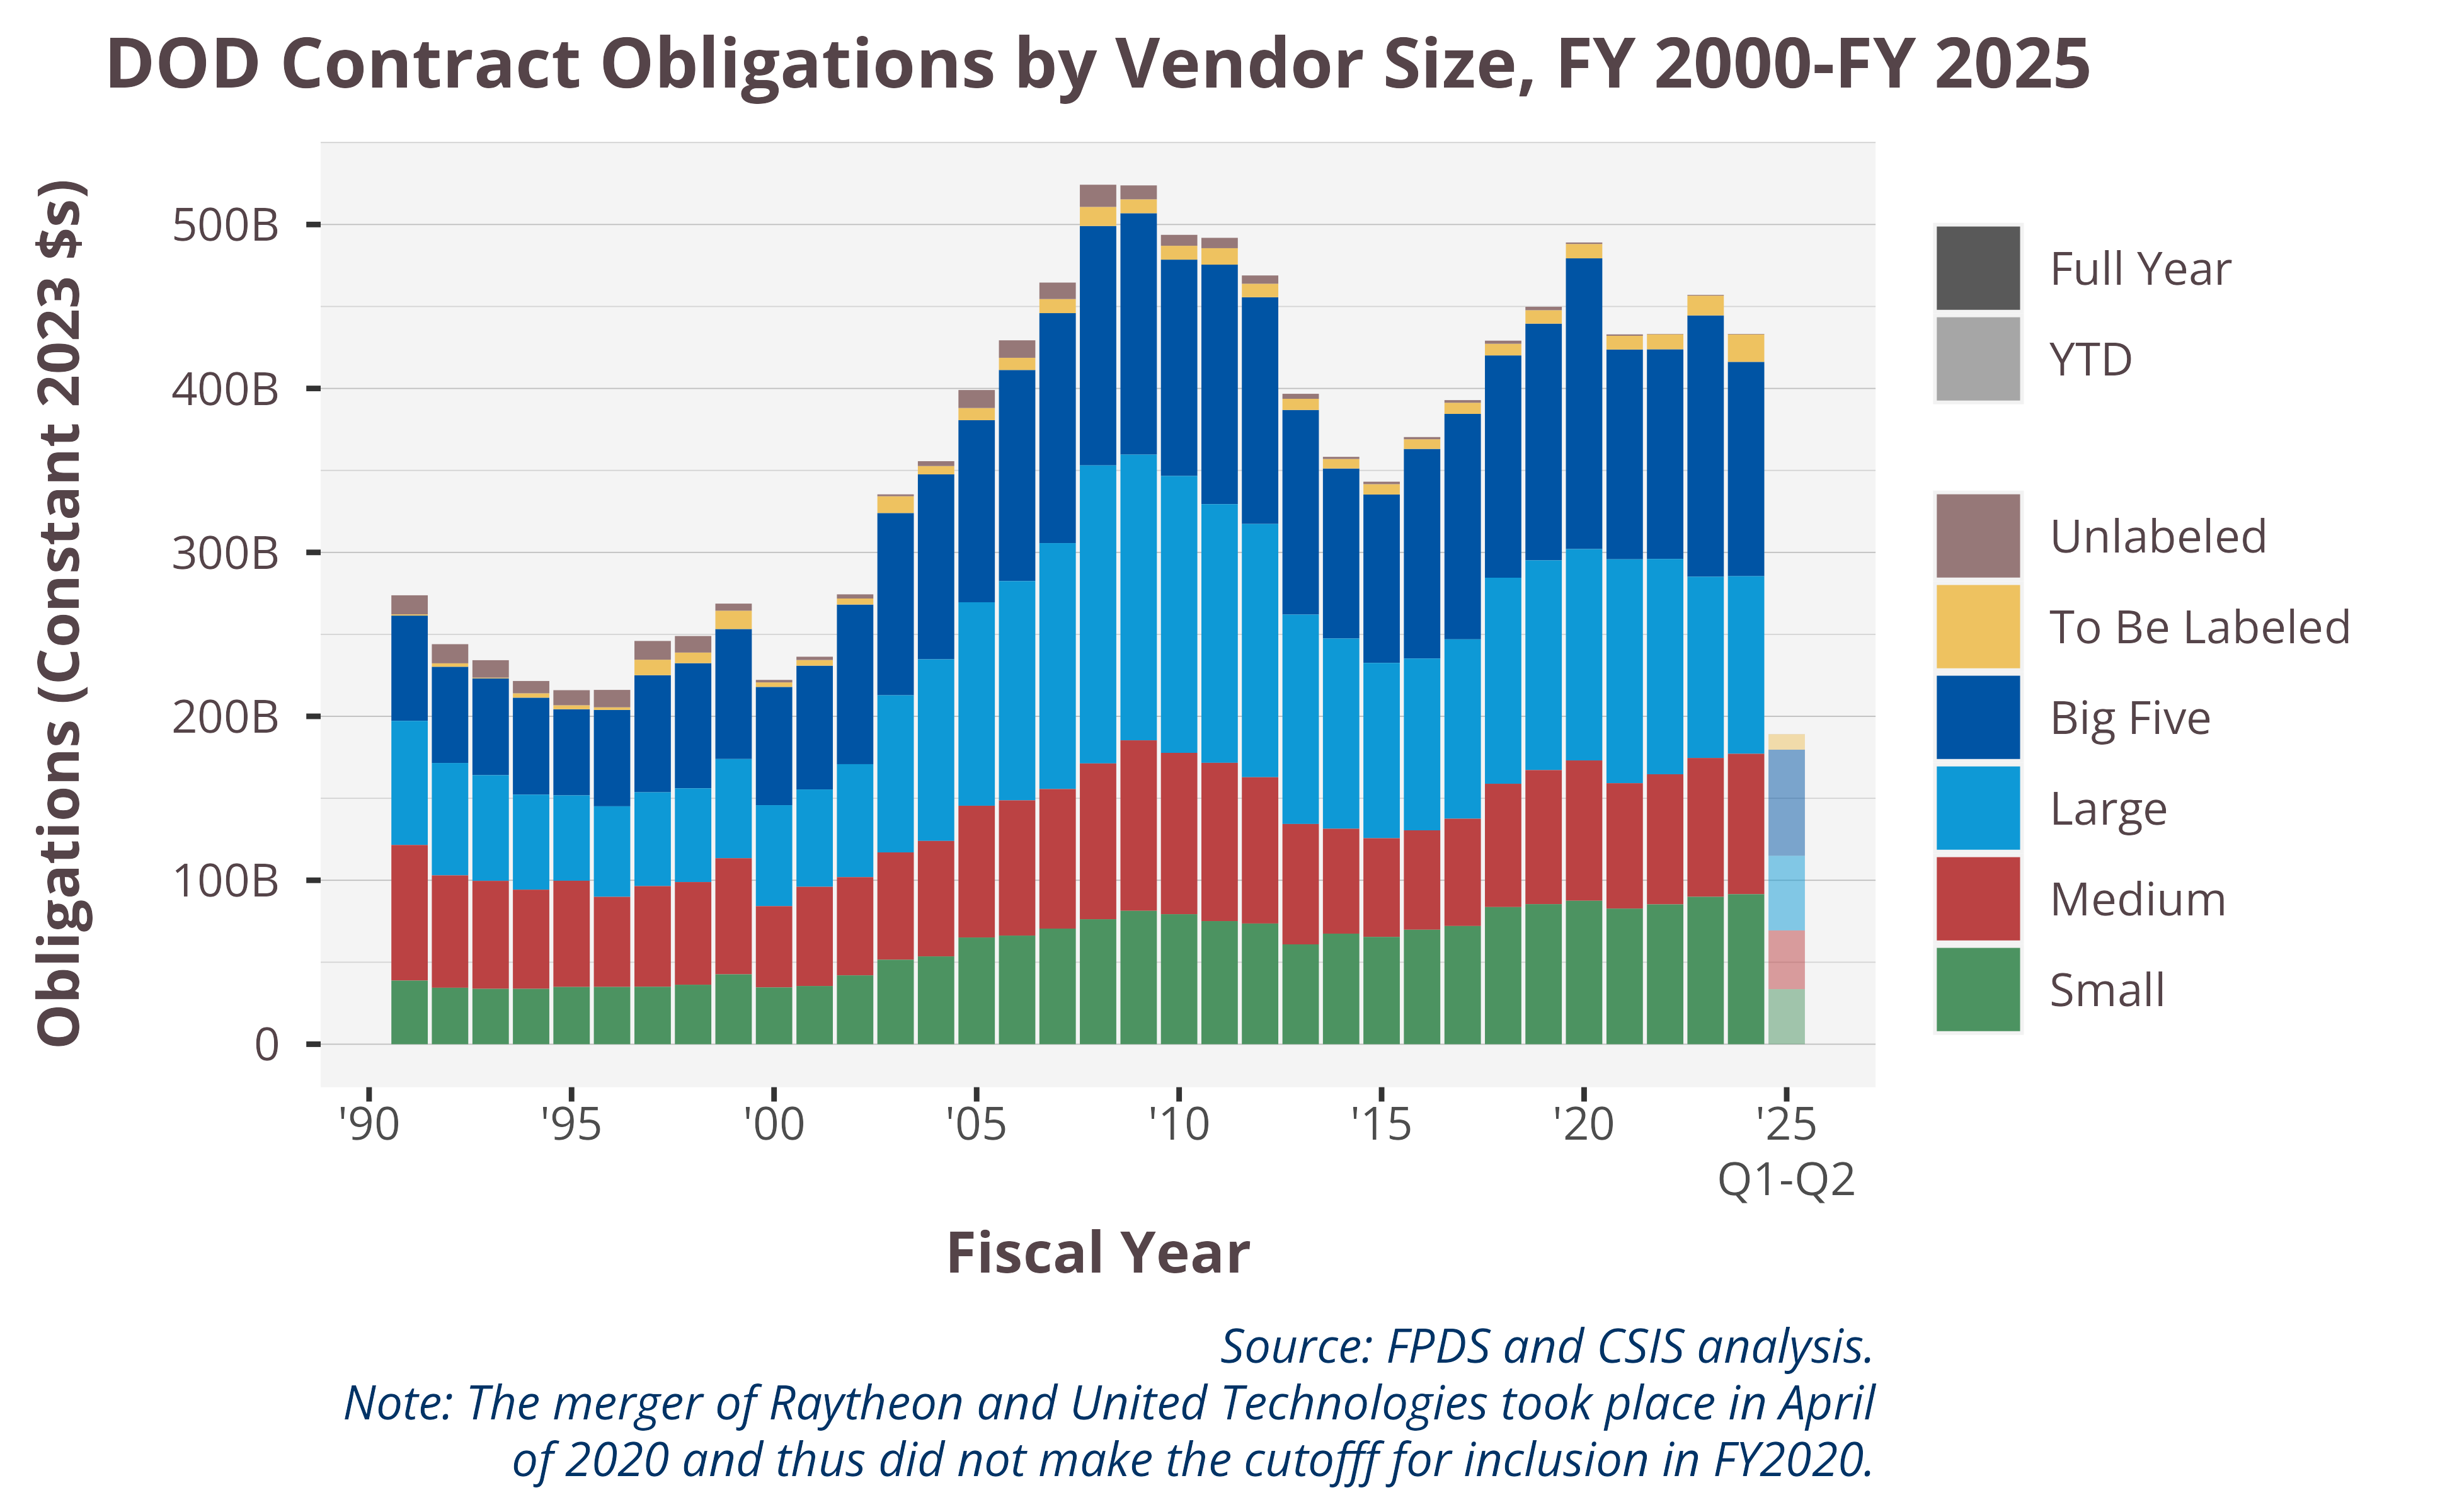 DOD Contract Obligations by Vendor Size, FY 2000-FY 2025
Obligations (Constant 2023 $s)
500B
400B
300B
200B
100B
0
'90
'95
'00
'05
'10
'15
'20
'25
Q1-Q2
Fiscal Year
Full Year
YTD
Unlabeled
To Be Labeled
Big Five
Large
Medium
Small
Source: FPDS and CSIS analysis.
Note: The merger of Raytheon and United Technologies took place in April
of 2020 and thus did not make the cutofff for inclusion in FY2020.